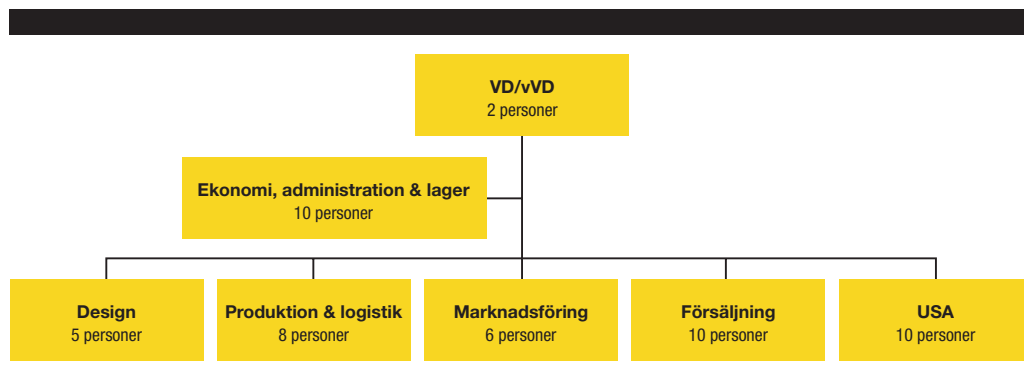 VD/vVD
2 personer
Ekonomi, administration & lager
10 personer
Design
5 personer
Produktion & logistik
8 personer
Marknadsföring
6 personer
Försäljning
10 personer
USA
10 personer